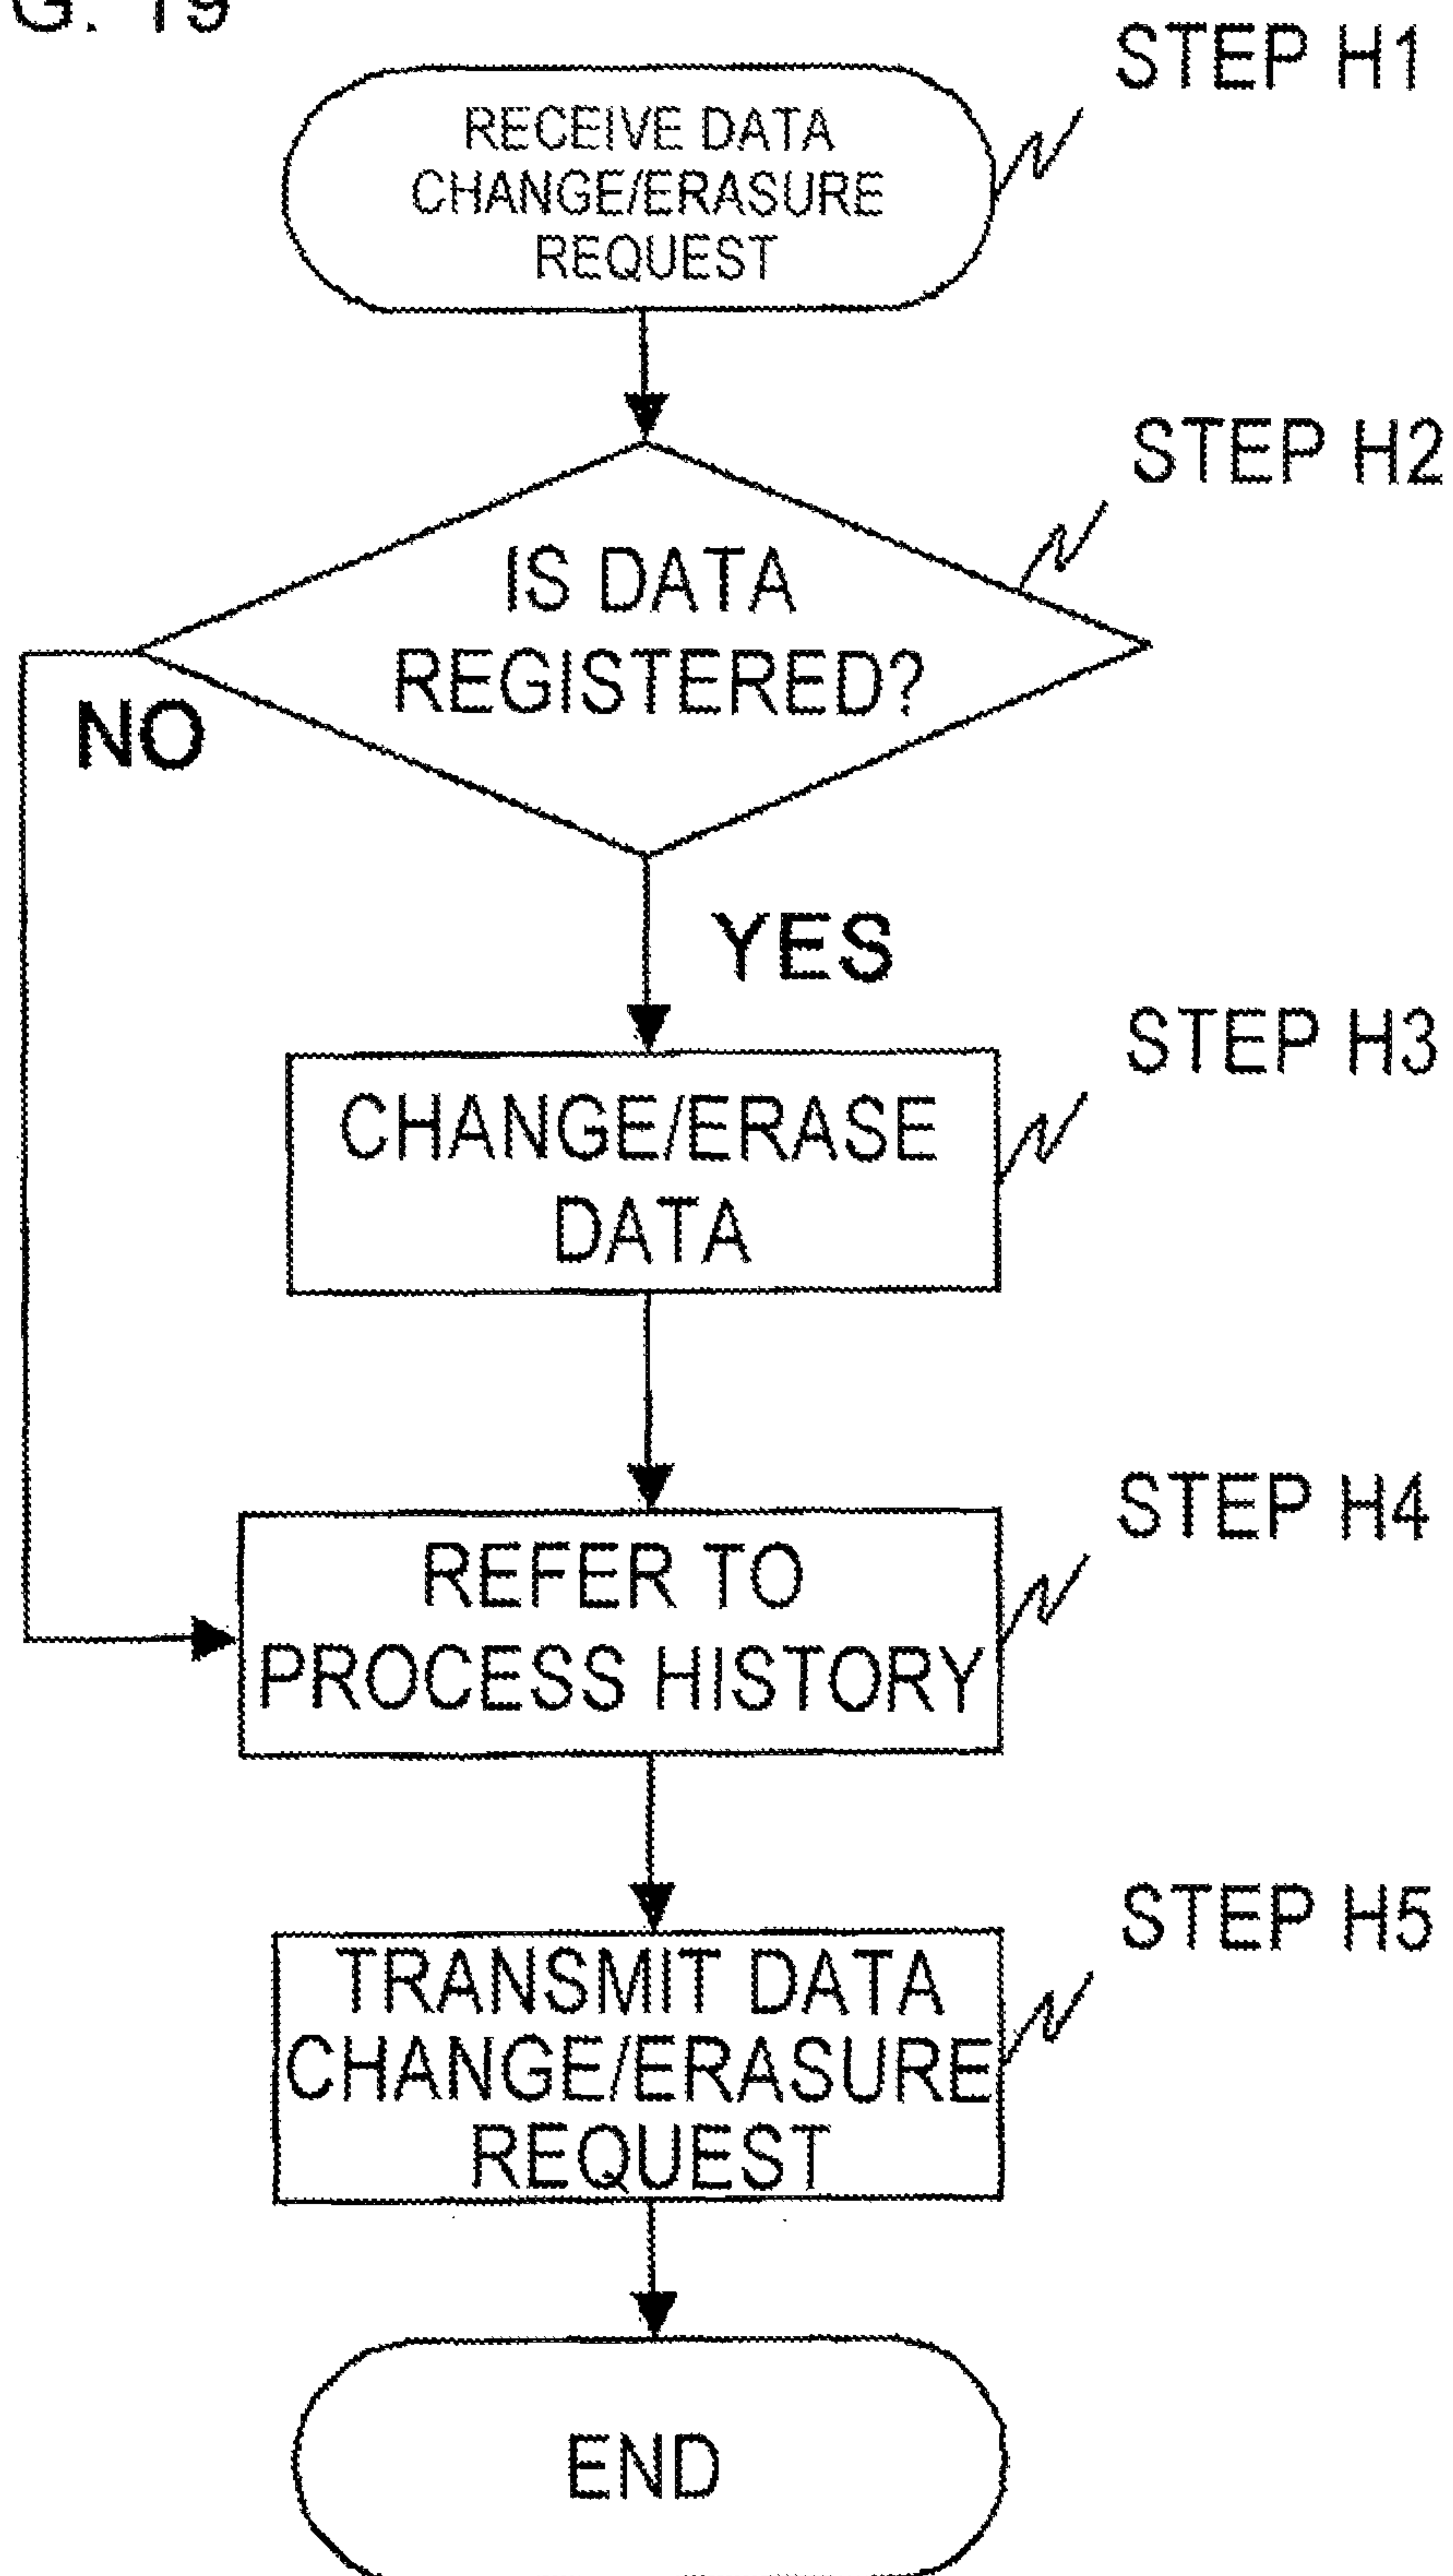 G. 19
STEP H1
RECEIVE DATA
CHANGE/ERASURE
REQUEST
STEP H2
IS DATA
REGISTERED?
NO
YES
STEP H3
CHANGE/ERASE
DATA
STEP H4
REFER TO
PROCESS HISTORY
STEP H5
TRANSMIT DATA
CHANGE/ERASURE
REQUEST
END